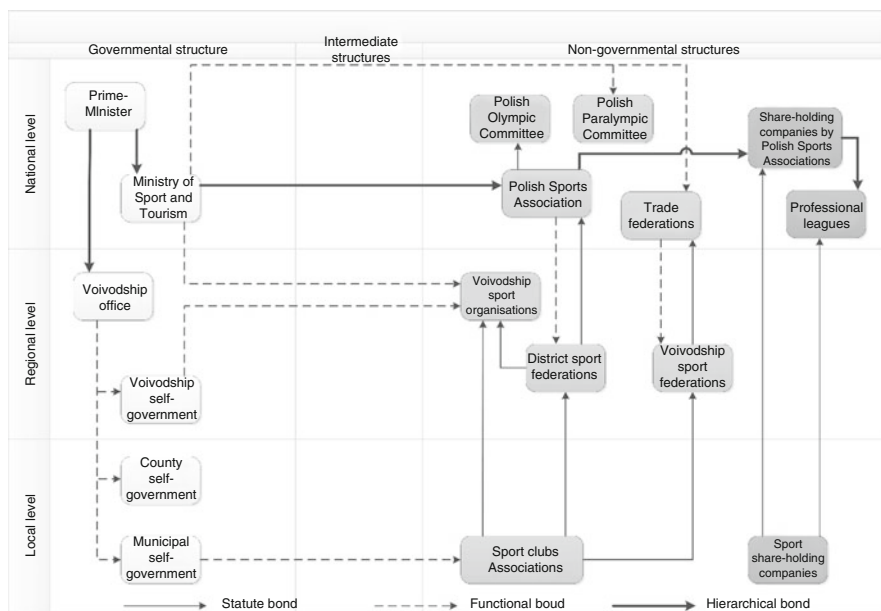 Governmental structure
Intermediate
structures
Non-governmental structures
National level
Prime-
MInister
Ministry of
Sport and
Tourism
Polish
Olympic
Committee
Polish
Paralympic
Committee
Share-holding
companies by
Polish Sports
Associations
Polish Sports
Association
Trade
federations
Professional
leagues
Regional level
Voivodship
office
Voivodship
sport
organisations
District sport
federations
Voivodship
sport
federations
Voivodship
self-
government
Local level
County
self-
government
Municipal
self-
government
Sport clubs
Associations
Sport
share-holding
companies
Statute bond
Functional boud
Hierarchical bond